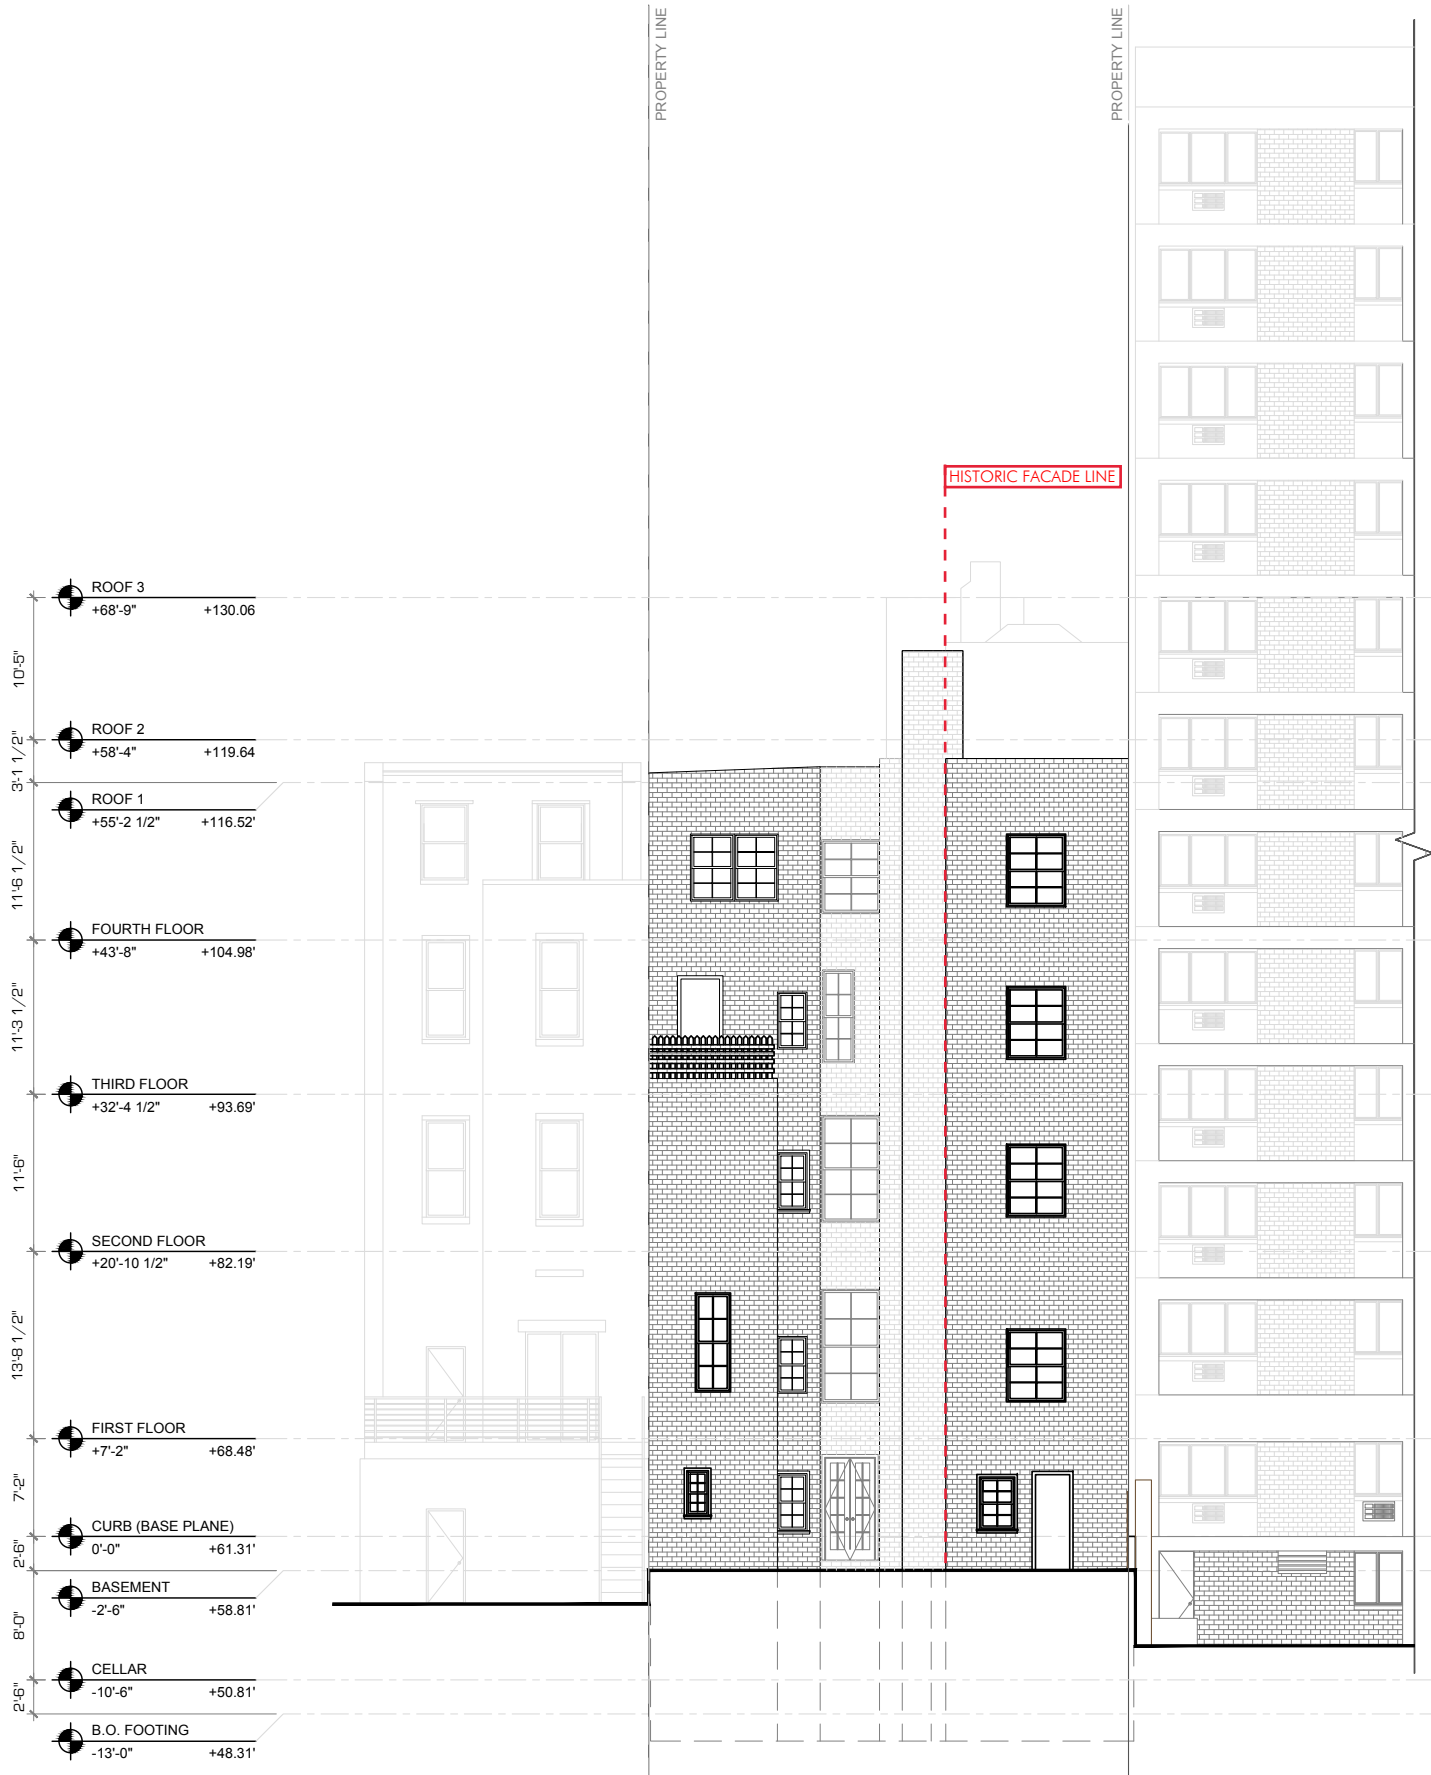 PROPERTY LINE
PROPERTY LINE
HISTORIC FACADE LINE
ROOF 3
+68'-9" +130.06
10'-5"
ROOF 2
+58'-4" +119.64
3'-1 1/2"
ROOF 1
+55'-2 1/2" +116.52'
11'-6 1/2"
FOURTH FLOOR
+43'-8" +104.98'
11'-3 1/2"
THIRD FLOOR
+32'-4 1/2" +93.69'
11'-6"
SECOND FLOOR
+20'-10 1/2" +82.19'
13'-8 1/2"
FIRST FLOOR
+7'-2" +68.48'
7'-2"
CURB (BASE PLANE)
0'-0" +61.31'
2'-6"
BASEMENT
-2'-6" +58.81'
8'-0"
CELLAR
-10'-6" +50.81'
2'-6"
B.O. FOOTING
-13'-0" +48.31'